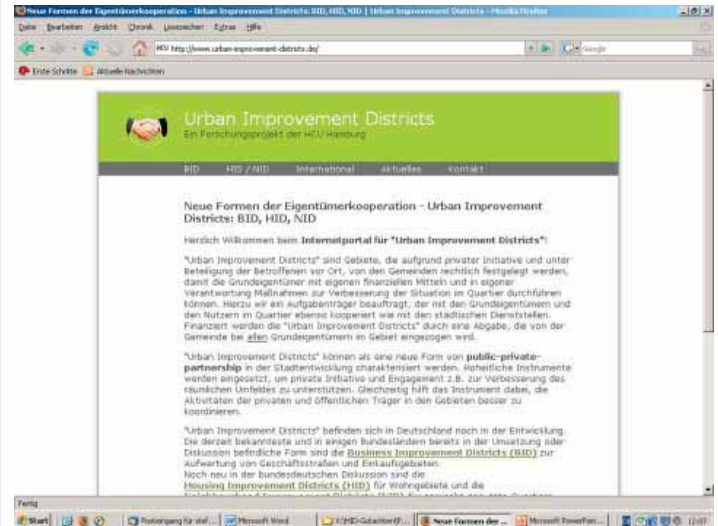 Neue Formen der Eigentümerkooperation - Urban Improvement Districts: BID, HID, NID | Urban Improvement Districts - Mozilla Firefox
Datei Bearbeiten Ansicht Chronik Lesezeichen Extras Hilfe
HCU http://www.urban-improvement-districts.de/
Google
Erste Schritte Aktuelle Nachrichten
Urban Improvement Districts
Ein Forschungsprojekt der HCU Hamburg
BID HID / NID International Aktuelles Kontakt
Neue Formen der Eigentümerkooperation - Urban Improvement
Districts: BID, HID, NID
Herzlich Willkommen beim Internetportal für "Urban Improvement Districts"!
"Urban Improvement Districts" sind Gebiete, die aufgrund privater Initiative und unter
Beteiligung der Betroffenen vor Ort, von den Gemeinden rechtlich festgelegt werden,
damit die Grundeigentümer mit eigenen finanziellen Mitteln und in eigener
Verantwortung Maßnahmen zur Verbesserung der Situation im Quartier durchführen
können. Hierzu wir ein Aufgabenträger beauftragt, der mit den Grundeigentümern und
den Nutzern im Quartier ebenso kooperiert wie mit den städtischen Dienststellen.
Finanziert werden die "Urban Improvement Districts" durch eine Abgabe, die von der
Gemeinde bei allen Grundeigentümern im Gebiet eingezogen wird.
"Urban Improvement Districts" können als eine neue Form von public-private-
partnership in der Stadtentwicklung charakterisiert werden. Hoheitliche Instrumente
werden eingesetzt, um private Initiative und Engagement z.B. zur Verbesserung des
räumlichen Umfeldes zu unterstützen. Gleichzeitig hilft das Instrument dabei, die
Aktivitäten der privaten und öffentlichen Träger in den Gebieten besser zu
koordinieren.
"Urban Improvement Districts" befinden sich in Deutschland noch in der Entwicklung.
Die derzeit bekannteste und in einigen Bundesländern bereits in der Umsetzung oder
Diskussion befindliche Form sind die Business Improvement Districts (BID) zur
Aufwertung von Geschäftsstraßen und Einkaufsgebieten.
Noch neu in der bundesdeutschen Diskussion sind die
Housing Improvement Districts (HID) für Wohngebiete und die
Fertig
Start Posteingang für stef... Microsoft Word Neue Formen der ... Microsoft PowerPoin... 12:07